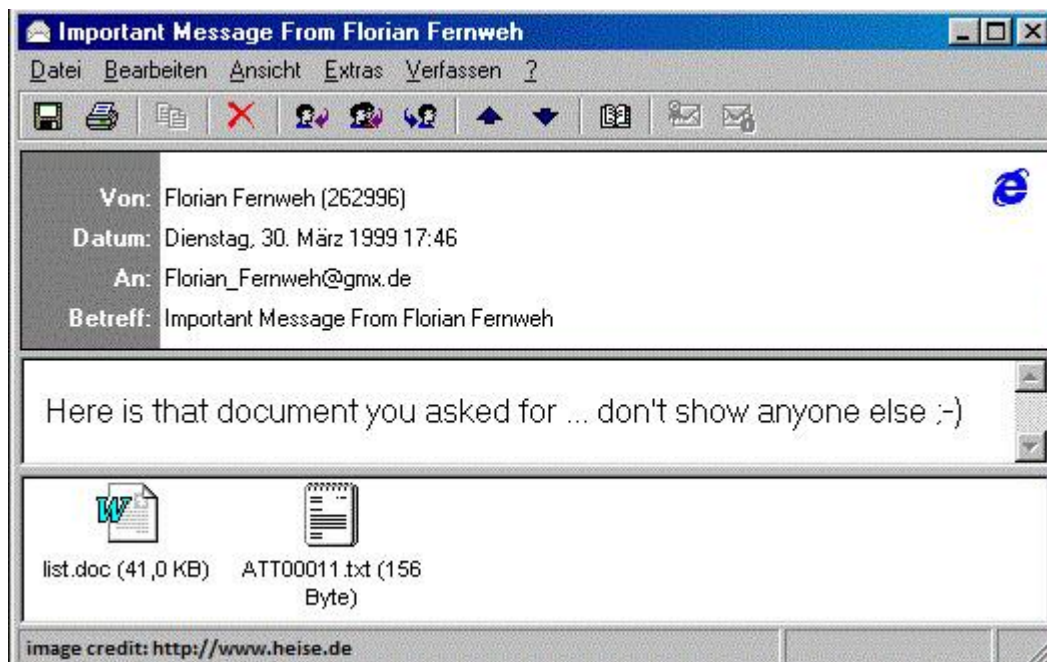 Important Message From Florian Fernweh
Datei Bearbeiten Ansicht Extras Verfassen ?
Von: Florian Fernweh (262996)
Datum: Dienstag, 30. März 1999 17:46
An: Florian_Fernweh@gmx.de
Betreff: Important Message From Florian Fernweh
Here is that document you asked for ... don't show anyone else ;-)
list.doc (41,0 KB) ATT00011.txt (156
Byte)
image credit: http://www.heise.de